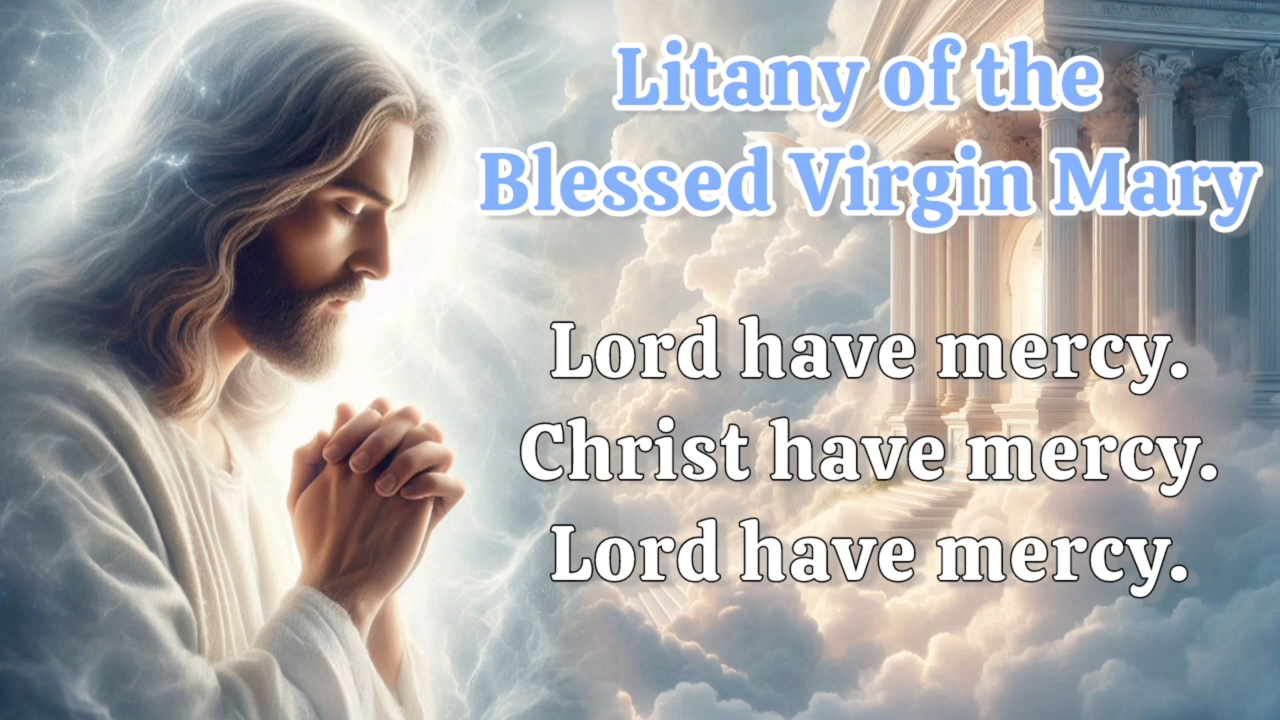 Litany of the
Blessed Virgin Mary
Lord have mercy.
Christ have mercy.
Lord have mercy.